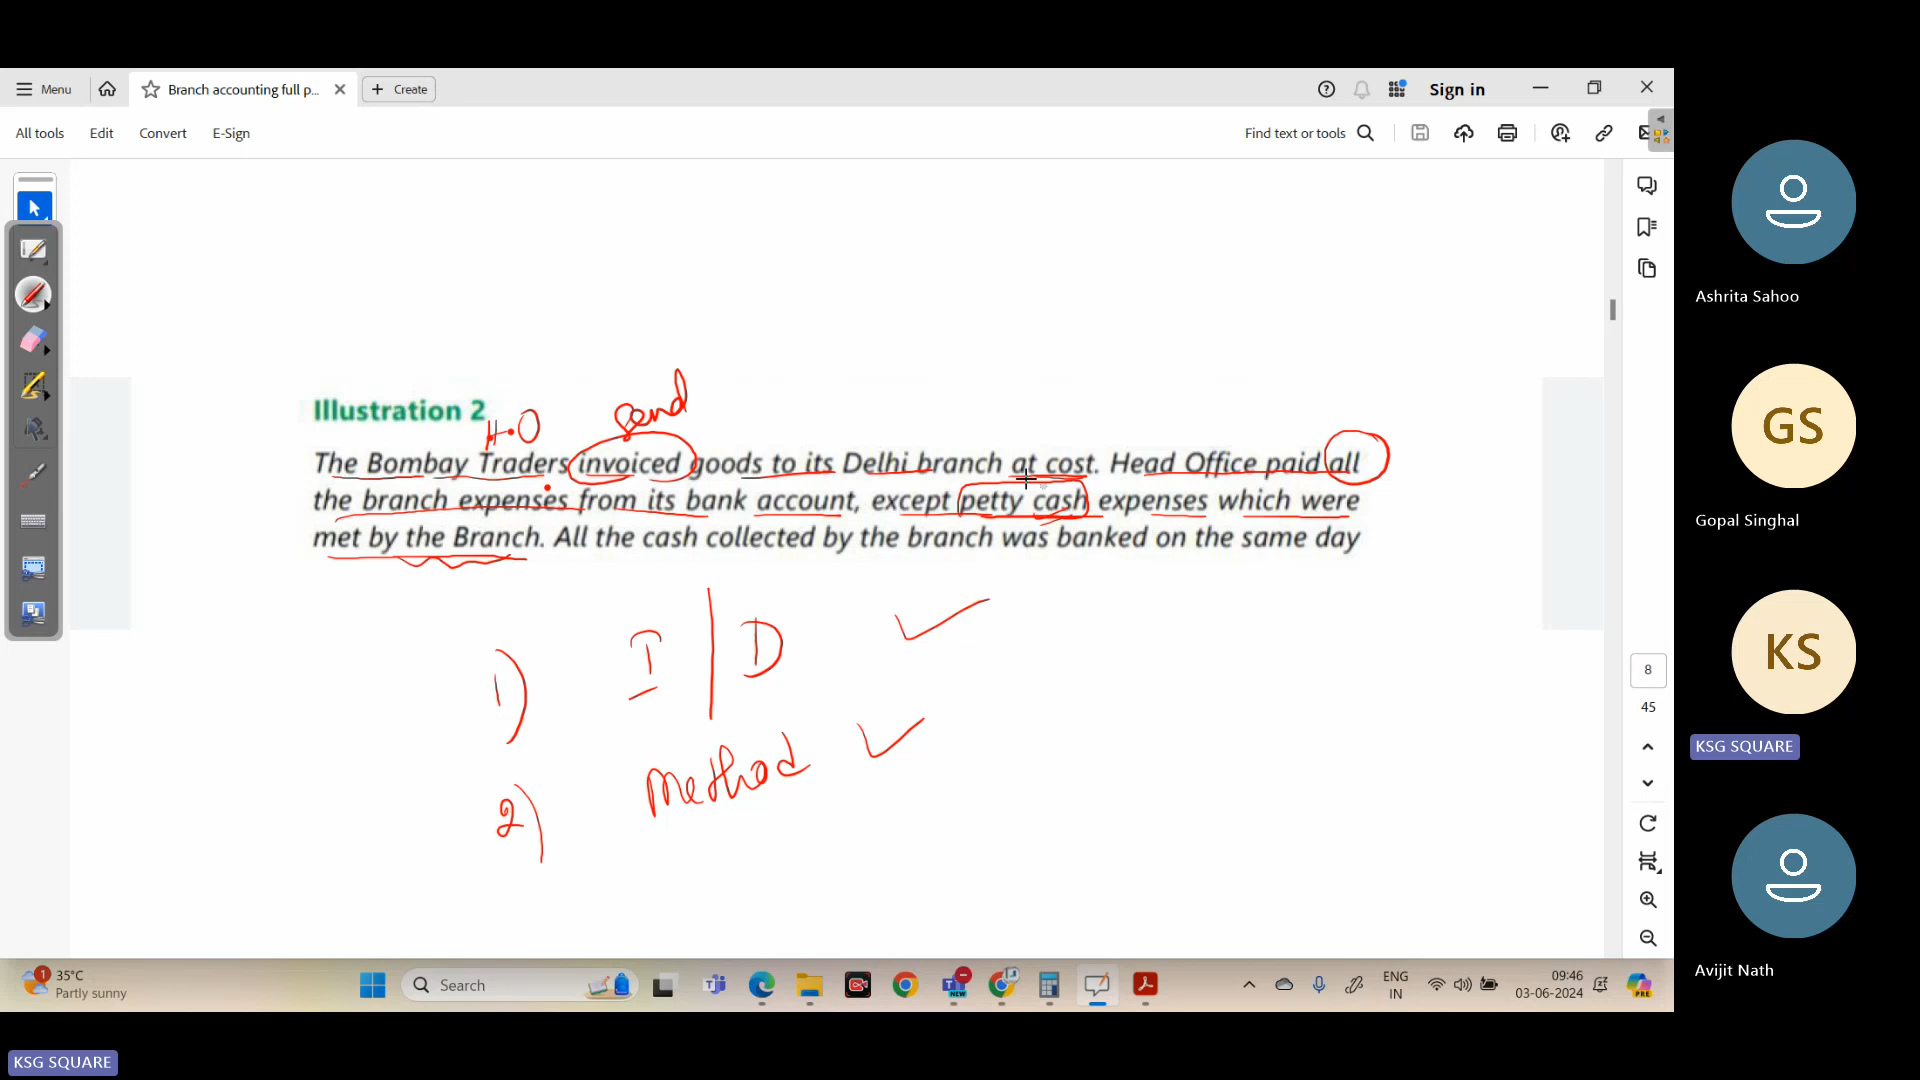 Menu
Branch accounting full p...
Create
Sign in
All tools
Edit
Convert
E-Sign
Find text or tools
Illustration 2
H.O
send
The Bombay Traders invoiced goods to its Delhi branch at cost. Head Office paid all
the branch expenses from its bank account, except petty cash expenses which were
met by the Branch. All the cash collected by the branch was banked on the same day
1) I | D
2) Method
8
45
Ashrita Sahoo
GS
Gopal Singhal
KS
KSG SQUARE
Avijit Nath
1
35°C
Partly sunny
Search
NEW
ENG
IN
09:46
03-06-2024
PRE
KSG SQUARE